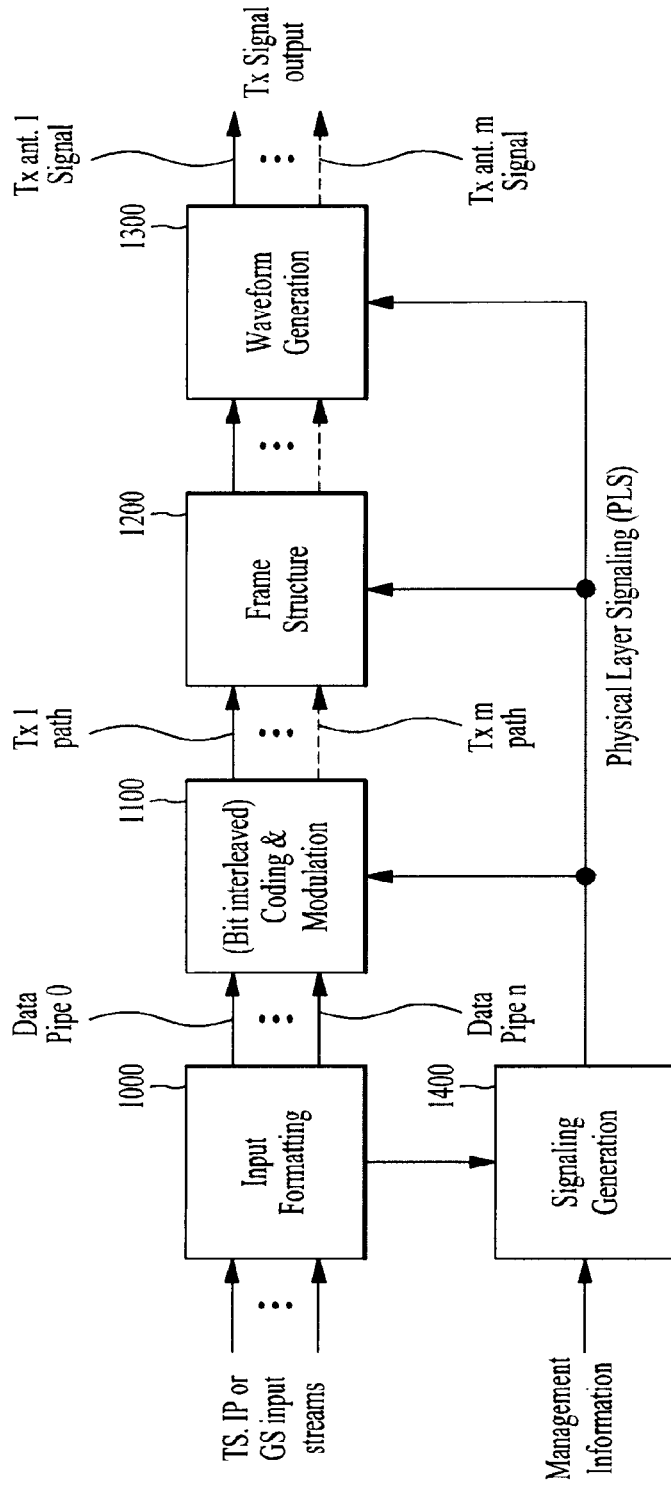 TS. IP or
GS input
streams
Management
Information
1000
Input
Formatting
1400
Signaling
Generation
Data
Pipe 0
Data
Pipe n
1100
(Bit interleaved)
Coding &
Modulation
Tx 1
path
Tx m
path
1200
Frame
Structure
Physical Layer Signaling (PLS)
1300
Waveform
Generation
Tx ant. 1
Signal
Tx ant. m
Signal
Tx Signal
output